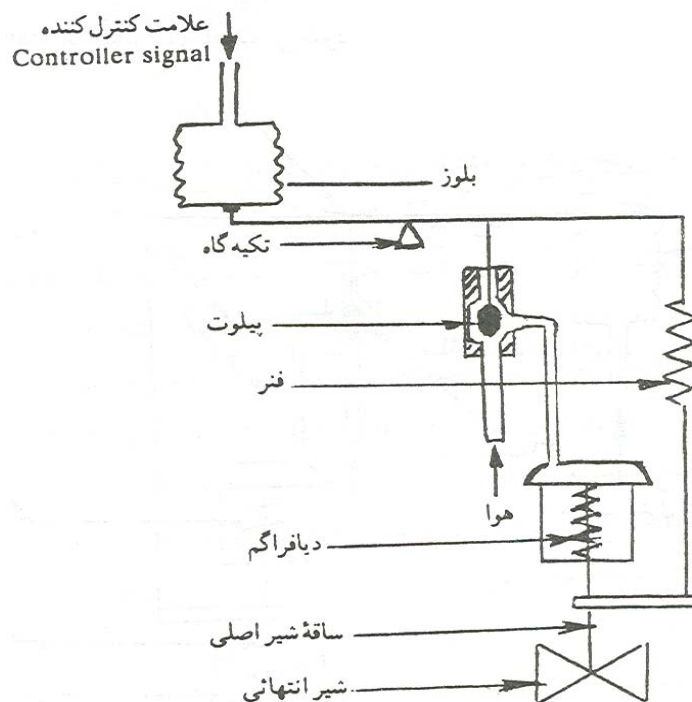 علامت کنترل کننده
Controller signal
بلوز
تکیه گاه
پیلوت
فنر
هوا
دیافراگم
ساقهٔ شیر اصلی
شیر انتهائی